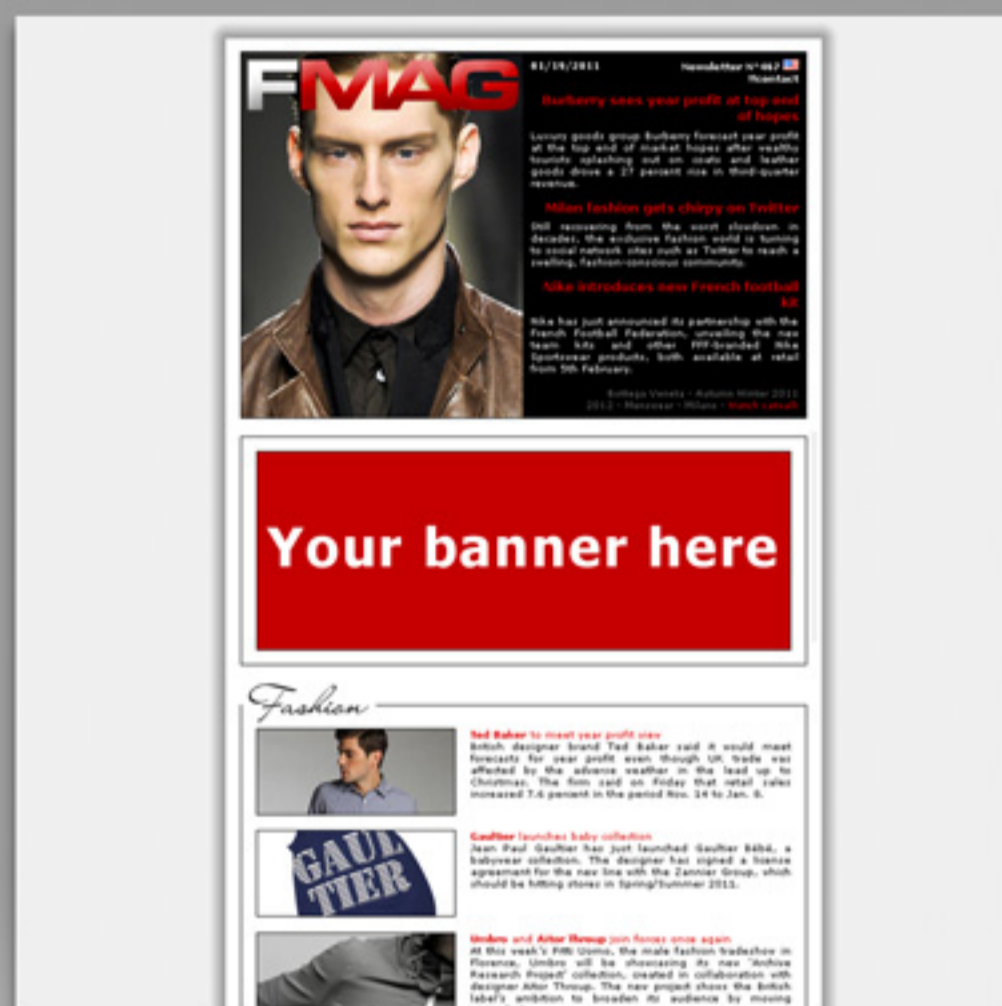 FMAG
01/19/2011
Newsletter N°467
Burberry sees year profit at top end
of hopes
Luxury goods group Burberry forecast year profit
at the top end of market hopes after wealthy
tourists splashing out on coats and leather
goods drove a 27 percent rise in third-quarter
revenue.
Milan fashion gets chirpy on Twitter
Still recovering from the worst slowdown in
decades, the exclusive fashion world is turning
to social network sites such as Twitter to reach a
swelling, fashion-conscious community.
Nike introduces new French football
kit
Nike has just announced its partnership with the
French Football Federation, unveiling the new
team kits and other FFF-branded Nike
Sportswear products, both available at retail
from 5th February.
Bottega Veneta - Autumn Winter 2011
2012 - Menswear - Milano - Watch catwalk
Your banner here
Fashion
Ted Baker to meet year profit view
British designer brand Ted Baker said it would meet
forecasts for year profit even though UK trade was
affected by the adverse weather in the lead up to
Christmas. The firm said on Friday that retail sales
increased 7.6 percent in the period Nov. 14 to Jan. 8.
GAUL
TIER
Gaultier launches baby collection
Jean Paul Gaultier has just launched Gaultier Bébé, a
babywear collection. The designer has signed a license
agreement for the new line with the Zannier Group, which
should be hitting stores in Spring/Summer 2011.
Umbro and Aitor Throup join forces once again
At this week's Pitti Uomo, the male fashion tradeshow in
Florence, Umbro will be showcasing its new 'Archive
Research Project' collection, created in collaboration with
designer Aitor Throup. The new project shows the British
label's ambition to broaden its audience by moving